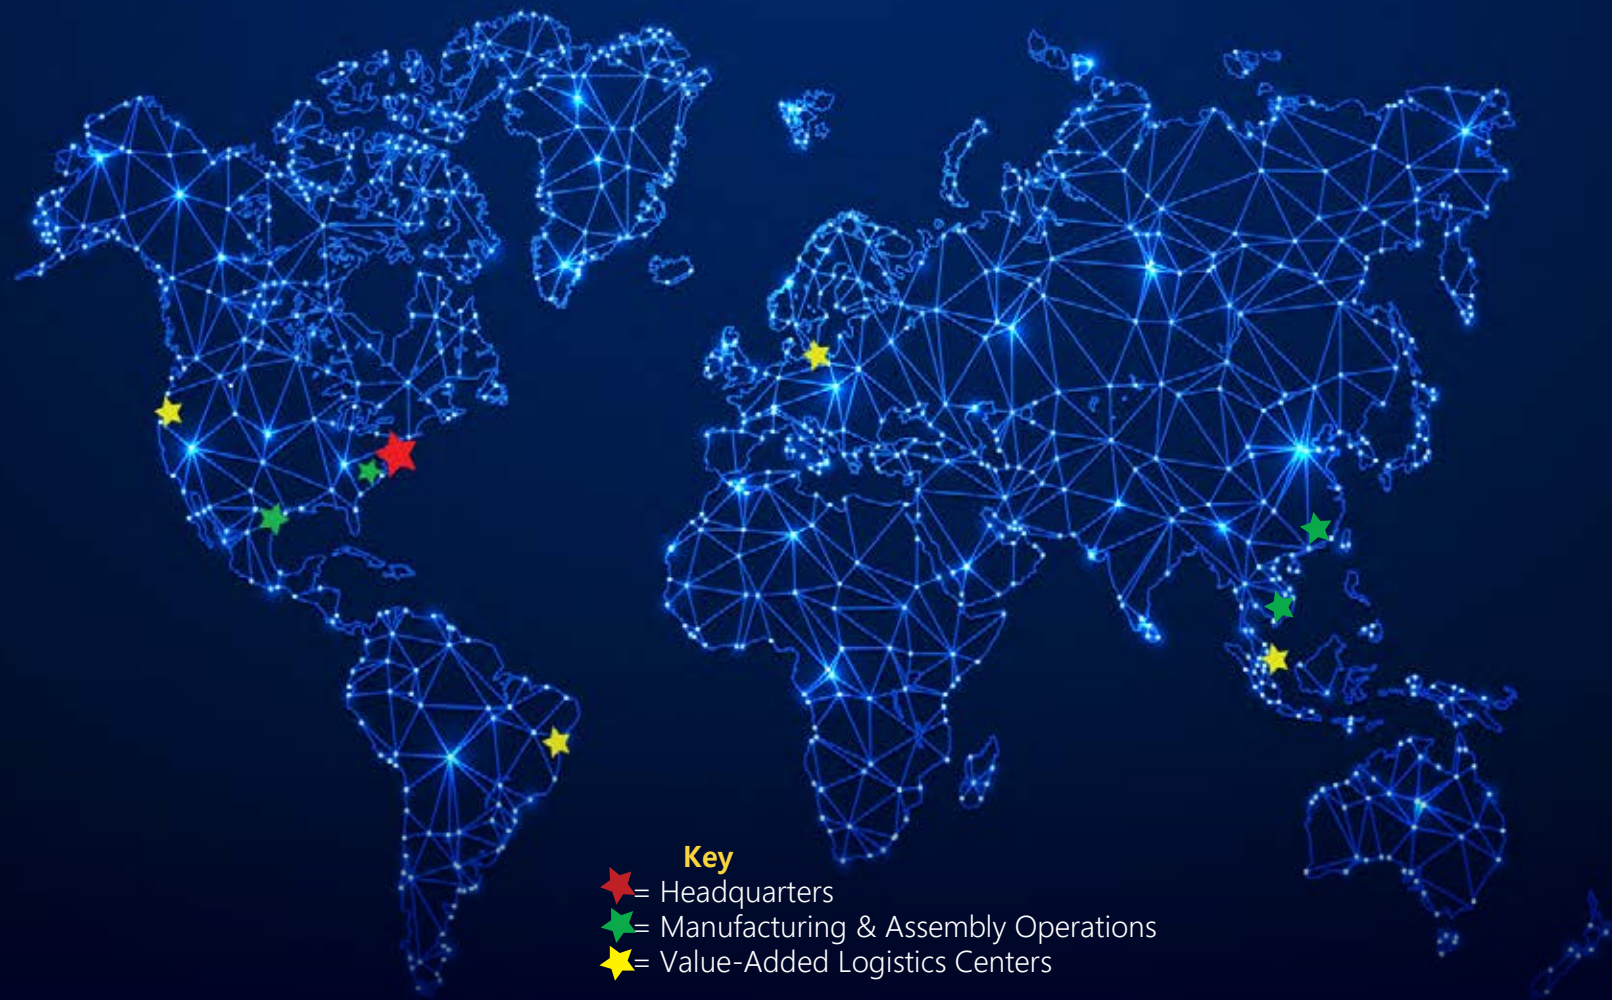 Key
= Headquarters
= Manufacturing & Assembly Operations
= Value-Added Logistics Centers